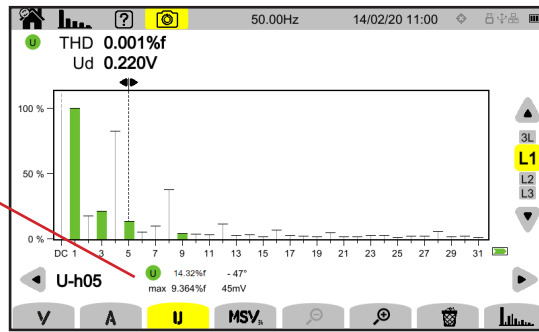 50.00Hz 14/02/20 11:00
U THD 0.001%f
Ud 0.220V
100 %
50 %
0 %
DC 1 3 5 7 9 11 13 15 17 19 21 23 25 27 29 31
3L
L1
L2
L3
U-h05 U 14.32%f - 47°
max 9.364%f 45mV
V A U MSV